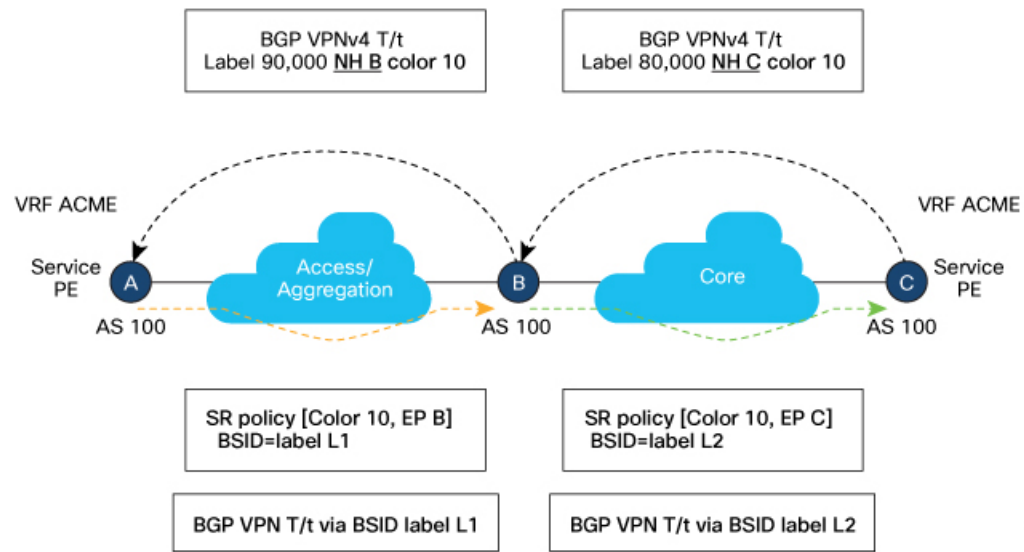 BGP VPNv4 T/t
Label 90,000 NH B color 10
BGP VPNv4 T/t
Label 80,000 NH C color 10
VRF ACME
VRF ACME
Service
PE
A
Access/
Aggregation
B
Core
C
Service
PE
AS 100
AS 100
AS 100
SR policy [Color 10, EP B]
BSID=label L1
SR policy [Color 10, EP C]
BSID=label L2
BGP VPN T/t via BSID label L1
BGP VPN T/t via BSID label L2